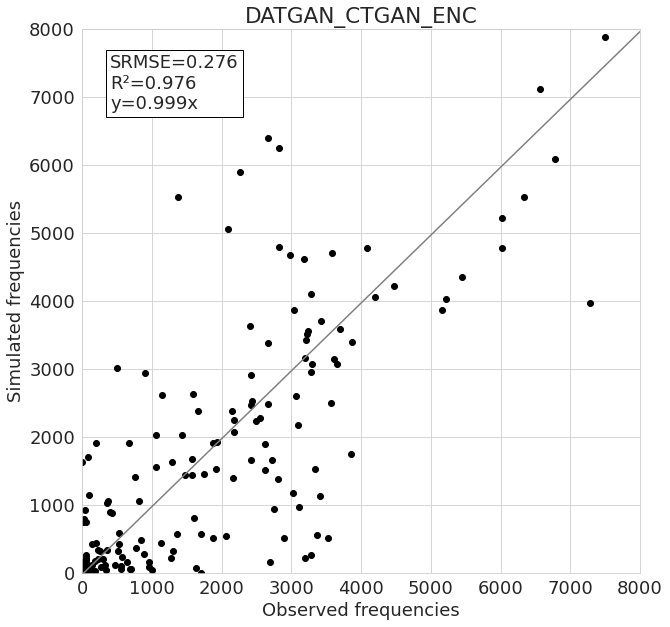 DATGAN_CTGAN_ENC
SRMSE=0.276
R²=0.976
y=0.999x
8000
7000
6000
5000
4000
3000
2000
1000
0
Simulated frequencies
0 1000 2000 3000 4000 5000 6000 7000 8000
Observed frequencies